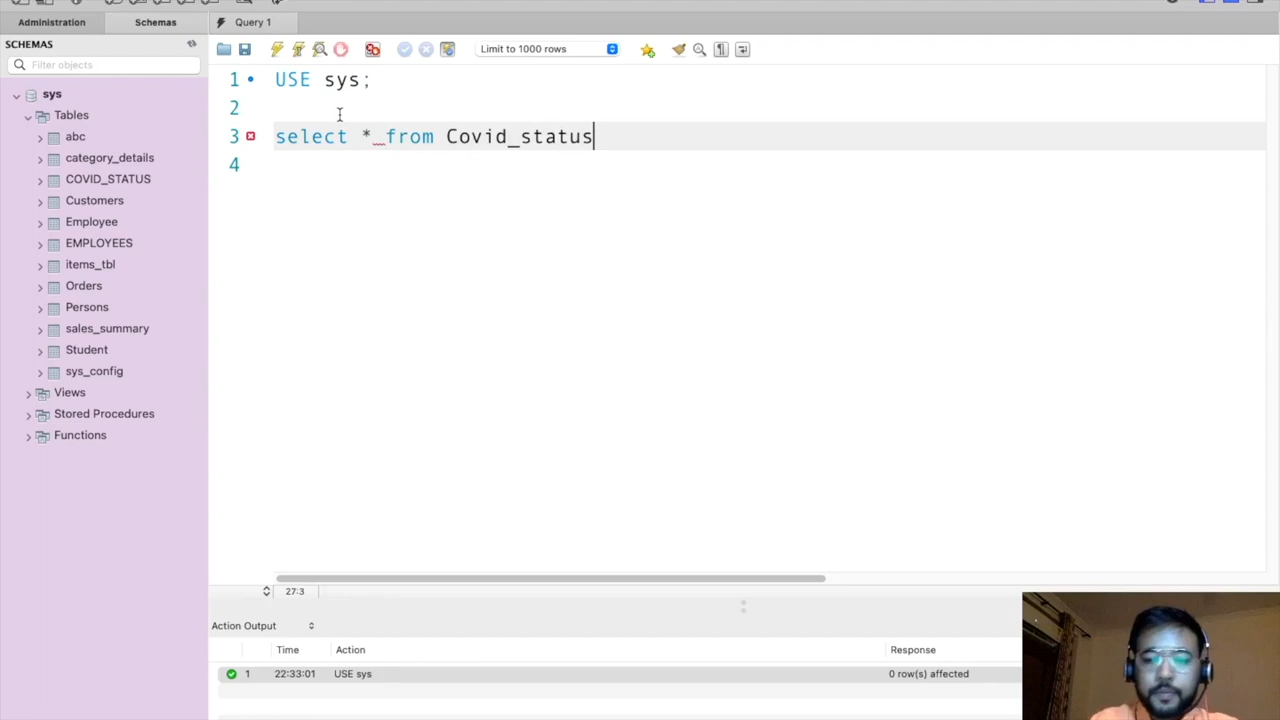 Administration
Schemas
Query 1
SCHEMAS
Filter objects
Limit to 1000 rows
sys
Tables
abc
category_details
COVID_STATUS
Customers
Employee
EMPLOYEES
items_tbl
Orders
Persons
sales_summary
Student
sys_config
Views
Stored Procedures
Functions
1 USE sys;
2
3 select * from Covid_status
4
27:3
Action Output
Time Action Response
1 22:33:01 USE sys 0 row(s) affected